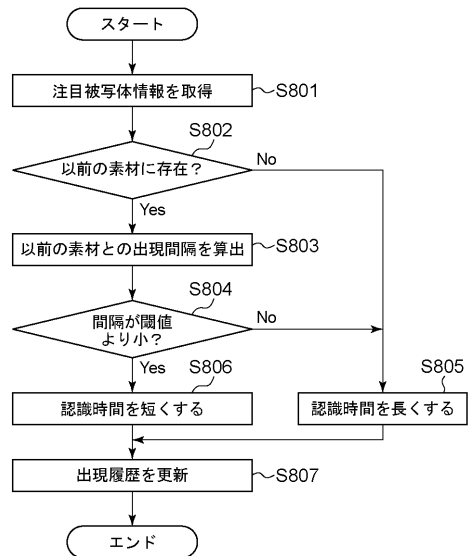 スタート
注目被写体情報を取得
S801
S802
以前の素材に存在？
No
Yes
以前の素材との出現間隔を算出
S803
S804
間隔が閾値
より小？
No
Yes
S806
認識時間を短くする
S805
認識時間を長くする
出現履歴を更新
S807
エンド